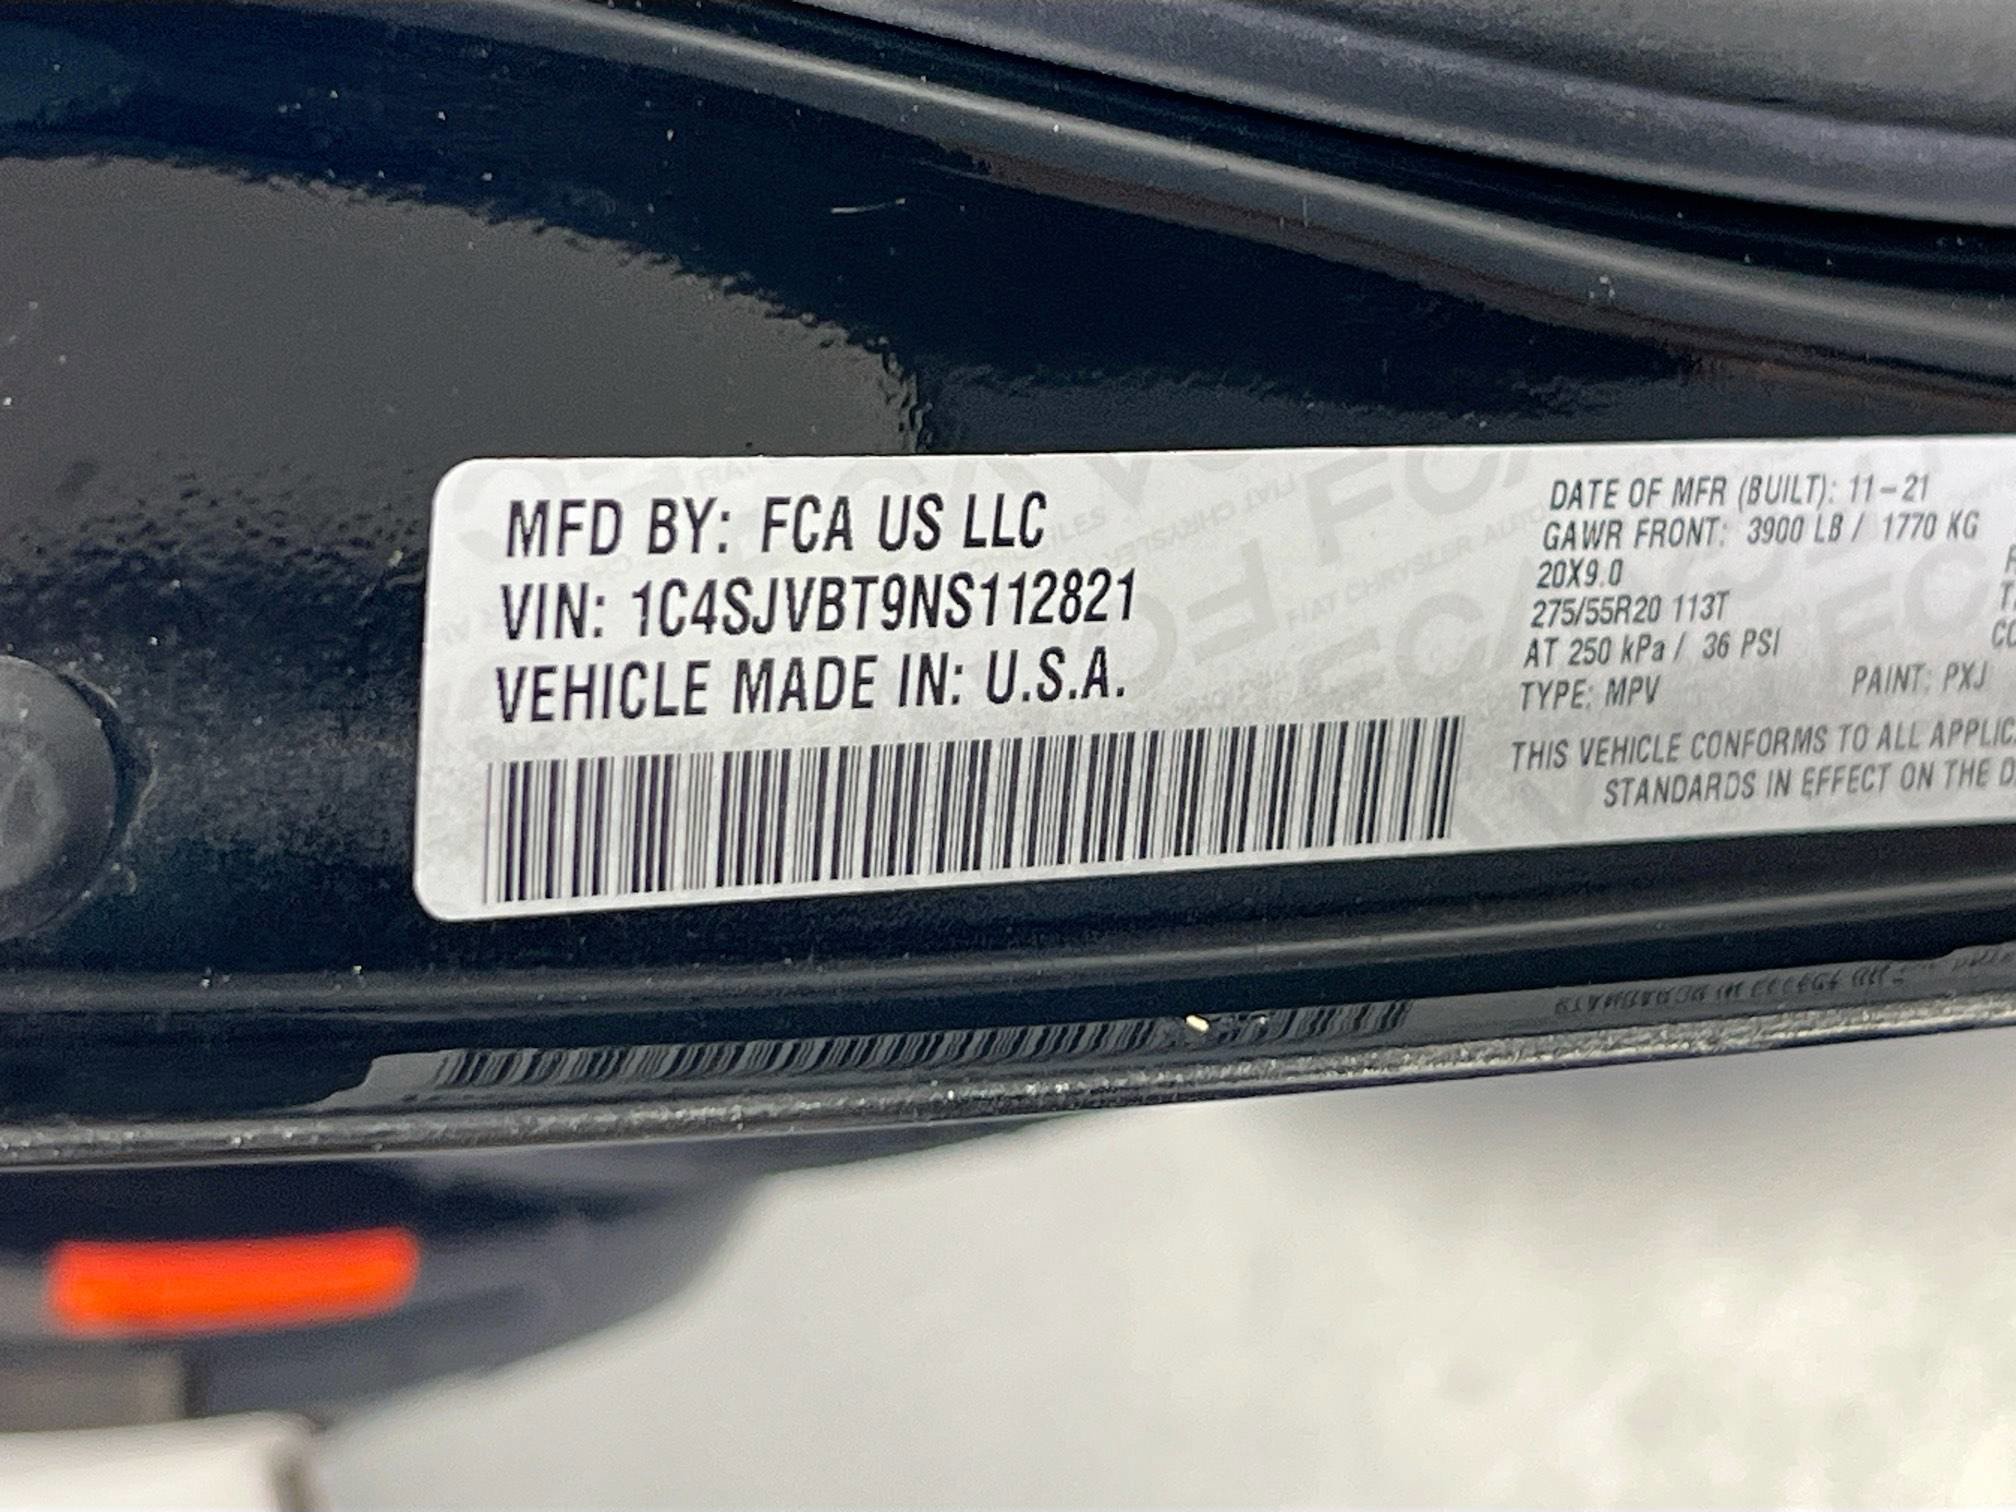 MFD BY: FCA US LLC
VIN: 1C4SJVBT9NS112821
VEHICLE MADE IN: U.S.A.
DATE OF MFR (BUILT): 11-21
GAWR FRONT: 3900 LB / 1770 KG
20X9.0
275/55R20 113T
AT 250 kPa / 36 PSI
TYPE: MPV PAINT: PXJ
THIS VEHICLE CONFORMS TO ALL
STANDARDS IN EFFECT ON THE